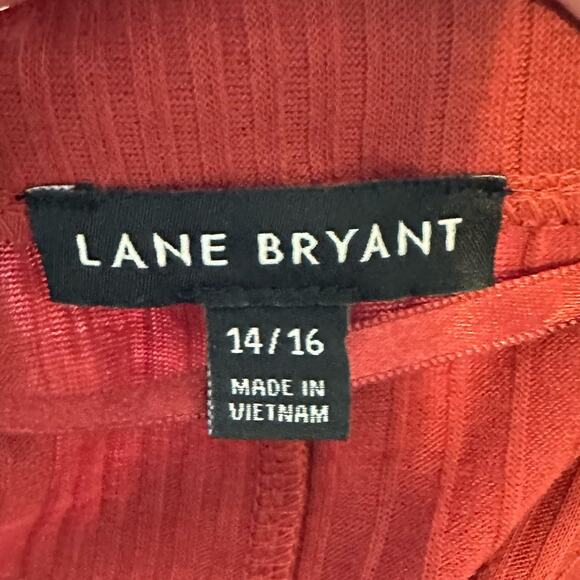 LANE BRYANT
14/16
MADE IN
VIETNAM